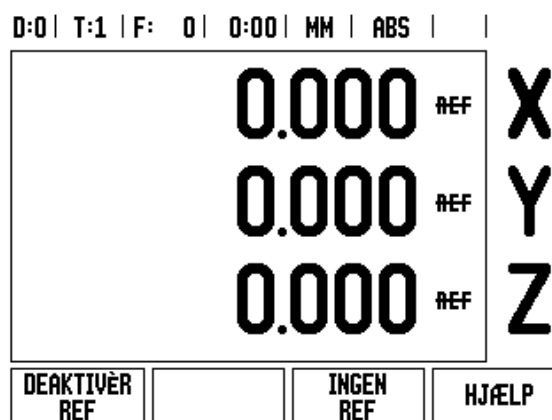 D:0 | T:1 | F: 0 | 0:00 | MM | ABS | |
0.000 REF X
0.000 REF Y
0.000 REF Z
DEAKTIVÈR
REF
INGEN
REF
HJÆLP